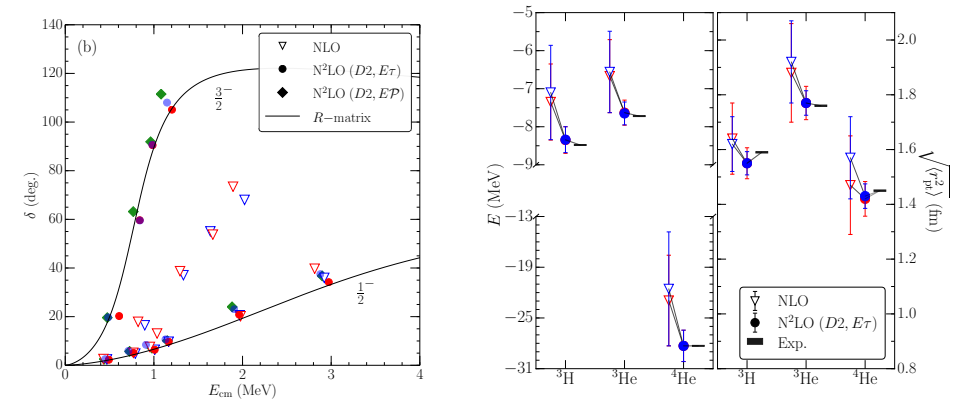 (b)
NLO
N²LO (D2, Eτ)
N²LO (D2, E𝒫)
R−matrix
3/2⁻
1/2⁻
140
120
100
80
60
40
20
0
δ (deg.)
0 1 2 3 4
E_cm (MeV)
−5
−6
−7
−8
−9
−13
−19
−25
−31
E (MeV)
³H ³He ⁴He
³H ³He ⁴He
NLO
N²LO (D2, Eτ)
Exp.
2.0
1.8
1.6
1.4
1.2
1.0
0.8
√⟨r²_pt⟩ (fm)